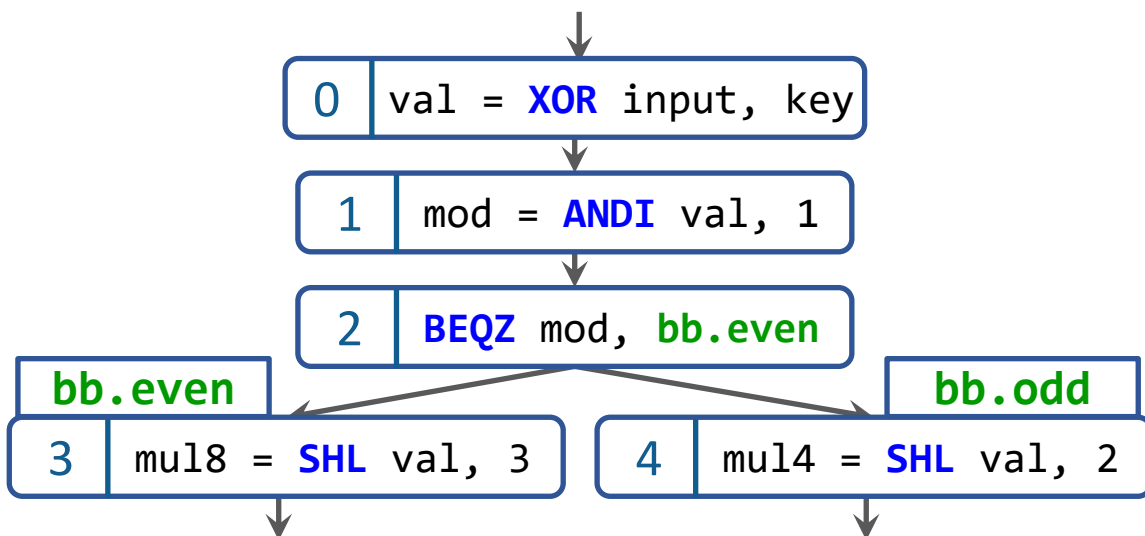 0 val = XOR input, key
1 mod = ANDI val, 1
2 BEQZ mod, bb.even
bb.even
3 mul8 = SHL val, 3
bb.odd
4 mul4 = SHL val, 2